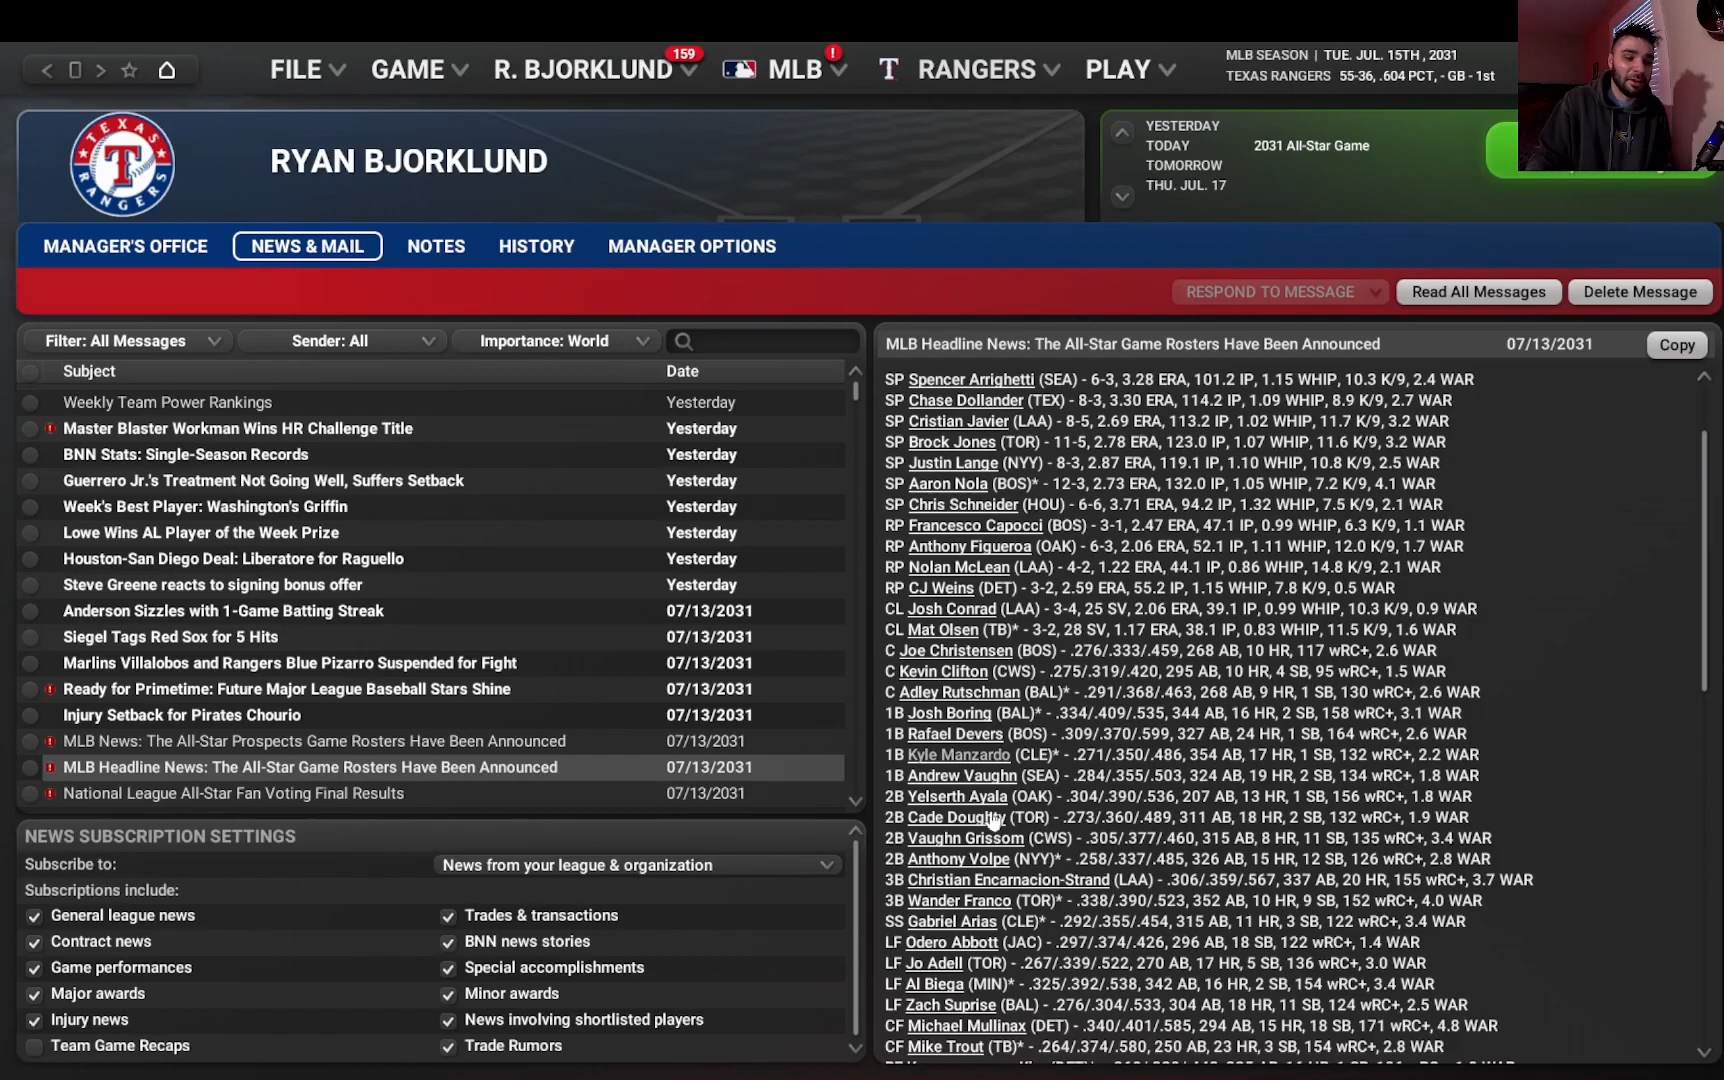 FILE
GAME
R. BJORKLUND
159
MLB
!
T
RANGERS
PLAY
MLB SEASON | TUE. JUL. 15TH, 2031
TEXAS RANGERS 55-36, .604 PCT, - GB - 1st
TEXAS
T
RANGERS
RYAN BJORKLUND
YESTERDAY
TODAY 2031 All-Star Game
TOMORROW
THU. JUL. 17
MANAGER'S OFFICE
NEWS & MAIL
NOTES
HISTORY
MANAGER OPTIONS
RESPOND TO MESSAGE
Read All Messages
Delete Message
Filter: All Messages
Sender: All
Importance: World
Subject Date
Weekly Team Power Rankings Yesterday
Master Blaster Workman Wins HR Challenge Title Yesterday
BNN Stats: Single-Season Records Yesterday
Guerrero Jr.'s Treatment Not Going Well, Suffers Setback Yesterday
Week's Best Player: Washington's Griffin Yesterday
Lowe Wins AL Player of the Week Prize Yesterday
Houston-San Diego Deal: Liberatore for Raguello Yesterday
Steve Greene reacts to signing bonus offer Yesterday
Anderson Sizzles with 1-Game Batting Streak 07/13/2031
Siegel Tags Red Sox for 5 Hits 07/13/2031
Marlins Villalobos and Rangers Blue Pizarro Suspended for Fight 07/13/2031
Ready for Primetime: Future Major League Baseball Stars Shine 07/13/2031
Injury Setback for Pirates Chourio 07/13/2031
MLB News: The All-Star Prospects Game Rosters Have Been Announced 07/13/2031
MLB Headline News: The All-Star Game Rosters Have Been Announced 07/13/2031
National League All-Star Fan Voting Final Results 07/13/2031
NEWS SUBSCRIPTION SETTINGS
Subscribe to: News from your league & organization
Subscriptions include:
General league news Trades & transactions
Contract news BNN news stories
Game performances Special accomplishments
Major awards Minor awards
Injury news News involving shortlisted players
Team Game Recaps Trade Rumors
MLB Headline News: The All-Star Game Rosters Have Been Announced 07/13/2031 Copy
SP Spencer Arrighetti (SEA) - 6-3, 3.28 ERA, 101.2 IP, 1.15 WHIP, 10.3 K/9, 2.4 WAR
SP Chase Dollander (TEX) - 8-3, 3.30 ERA, 114.2 IP, 1.09 WHIP, 8.9 K/9, 2.7 WAR
SP Cristian Javier (LAA) - 8-5, 2.69 ERA, 113.2 IP, 1.02 WHIP, 11.7 K/9, 3.2 WAR
SP Brock Jones (TOR) - 11-5, 2.78 ERA, 123.0 IP, 1.07 WHIP, 11.6 K/9, 3.2 WAR
SP Justin Lange (NYY) - 8-3, 2.87 ERA, 119.1 IP, 1.10 WHIP, 10.8 K/9, 2.5 WAR
SP Aaron Nola (BOS)* - 12-3, 2.73 ERA, 132.0 IP, 1.05 WHIP, 7.2 K/9, 4.1 WAR
SP Chris Schneider (HOU) - 6-6, 3.71 ERA, 94.2 IP, 1.32 WHIP, 7.5 K/9, 2.1 WAR
RP Francesco Capocci (BOS) - 3-1, 2.47 ERA, 47.1 IP, 0.99 WHIP, 6.3 K/9, 1.1 WAR
RP Anthony Figueroa (OAK) - 6-3, 2.06 ERA, 52.1 IP, 1.11 WHIP, 12.0 K/9, 1.7 WAR
RP Nolan McLean (LAA) - 4-2, 1.22 ERA, 44.1 IP, 0.86 WHIP, 14.8 K/9, 2.1 WAR
RP CJ Weins (DET) - 3-2, 2.59 ERA, 55.2 IP, 1.15 WHIP, 7.8 K/9, 0.5 WAR
CL Josh Conrad (LAA) - 3-4, 25 SV, 2.06 ERA, 39.1 IP, 0.99 WHIP, 10.3 K/9, 0.9 WAR
CL Mat Olsen (TB)* - 3-2, 28 SV, 1.17 ERA, 38.1 IP, 0.83 WHIP, 11.5 K/9, 1.6 WAR
C Joe Christensen (BOS) - .276/.333/.459, 268 AB, 10 HR, 117 wRC+, 2.6 WAR
C Kevin Clifton (CWS) - .275/.319/.420, 295 AB, 10 HR, 4 SB, 95 wRC+, 1.5 WAR
C Adley Rutschman (BAL)* - .291/.368/.463, 268 AB, 9 HR, 1 SB, 130 wRC+, 2.6 WAR
1B Josh Boring (BAL)* - .334/.409/.535, 344 AB, 16 HR, 2 SB, 158 wRC+, 3.1 WAR
1B Rafael Devers (BOS) - .309/.370/.599, 327 AB, 24 HR, 1 SB, 164 wRC+, 2.6 WAR
1B Kyle Manzardo (CLE)* - .271/.350/.486, 354 AB, 17 HR, 1 SB, 132 wRC+, 2.2 WAR
1B Andrew Vaughn (SEA) - .284/.355/.503, 324 AB, 19 HR, 2 SB, 134 wRC+, 1.8 WAR
2B Yelserth Ayala (OAK) - .304/.390/.536, 207 AB, 13 HR, 1 SB, 156 wRC+, 1.8 WAR
2B Cade Doughty (TOR) - .273/.360/.489, 311 AB, 18 HR, 2 SB, 132 wRC+, 1.9 WAR
2B Vaughn Grissom (CWS) - .305/.377/.460, 315 AB, 8 HR, 11 SB, 135 wRC+, 3.4 WAR
2B Anthony Volpe (NYY)* - .258/.337/.485, 326 AB, 15 HR, 12 SB, 126 wRC+, 2.8 WAR
3B Christian Encarnacion-Strand (LAA) - .306/.359/.567, 337 AB, 20 HR, 155 wRC+, 3.7 WAR
3B Wander Franco (TOR)* - .338/.390/.523, 352 AB, 10 HR, 9 SB, 152 wRC+, 4.0 WAR
SS Gabriel Arias (CLE)* - .292/.355/.454, 315 AB, 11 HR, 3 SB, 122 wRC+, 3.4 WAR
LF Odero Abbott (JAC) - .297/.374/.426, 296 AB, 18 SB, 122 wRC+, 1.4 WAR
LF Jo Adell (TOR) - .267/.339/.522, 270 AB, 17 HR, 5 SB, 136 wRC+, 3.0 WAR
LF Al Biega (MIN)* - .325/.392/.538, 342 AB, 16 HR, 2 SB, 154 wRC+, 3.4 WAR
LF Zach Suprise (BAL) - .276/.304/.533, 304 AB, 18 HR, 11 SB, 124 wRC+, 2.5 WAR
CF Michael Mullinax (DET) - .340/.401/.585, 294 AB, 15 HR, 18 SB, 171 wRC+, 4.8 WAR
CF Mike Trout (TB)* - .264/.374/.580, 250 AB, 23 HR, 3 SB, 154 wRC+, 2.8 WAR